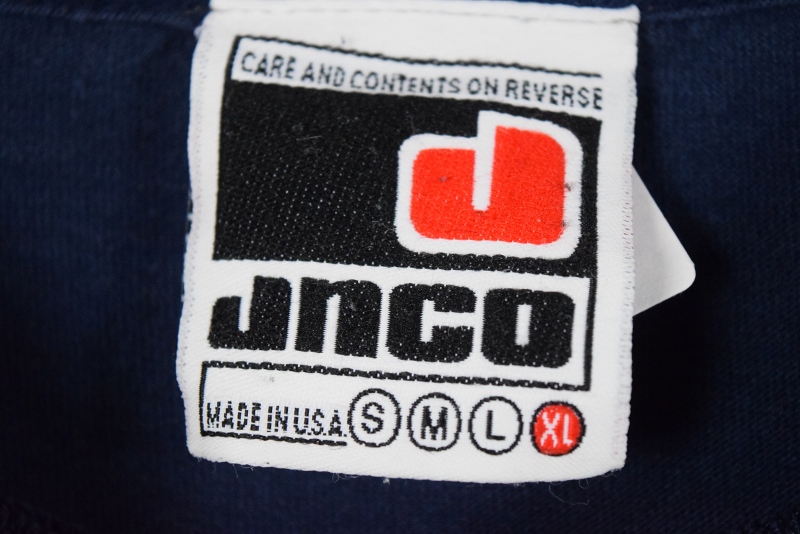 CARE AND CONTENTS ON REVERSE
J
JNCO
MADE IN U.S.A. S M L XL